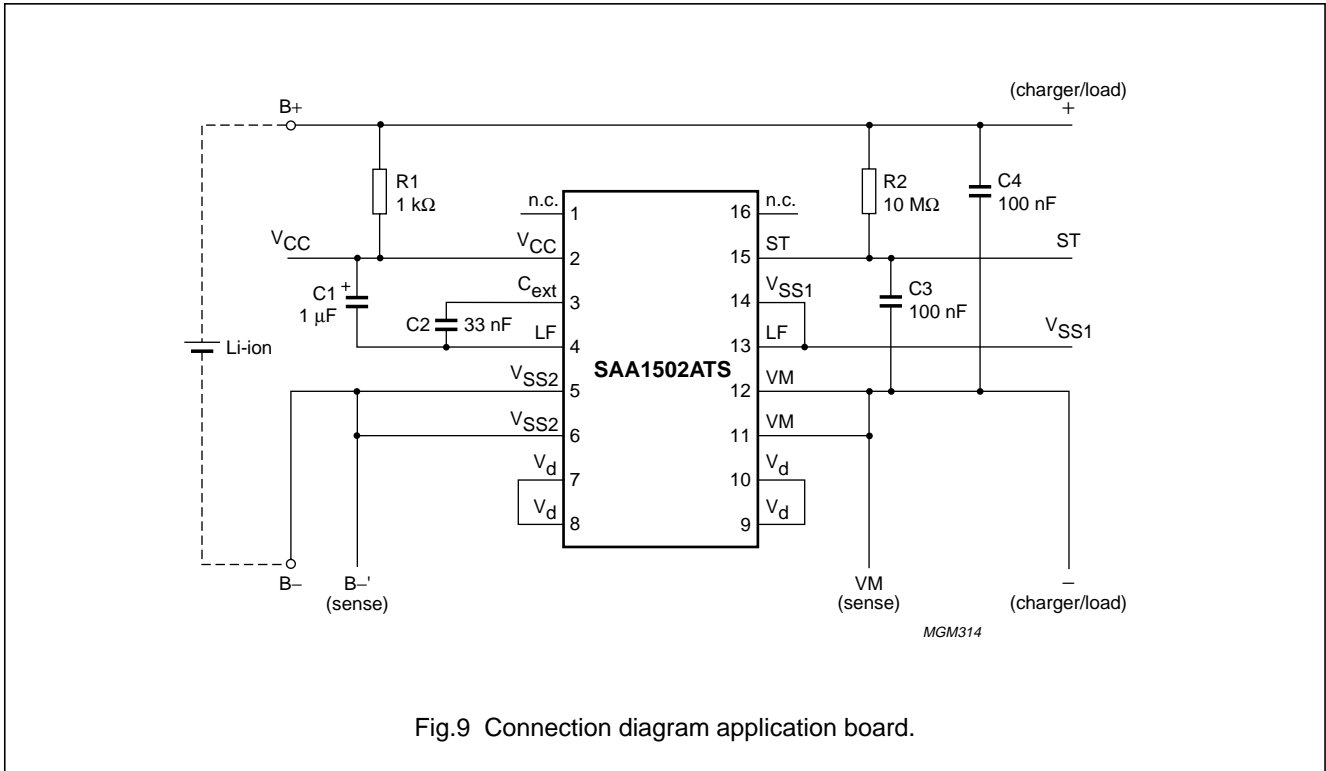 (charger/load)
B+
+
R1
1 kΩ
R2
10 MΩ
C4
100 nF
n.c.
1
16
n.c.
VCC
VCC
2
15
ST
ST
C1
+
1 μF
Cext
3
14
VSS1
C3
100 nF
C2
33 nF
LF
4
13
LF
VSS1
Li-ion
SAA1502ATS
VSS2
5
12
VM
VSS2
6
11
VM
Vd
7
10
Vd
Vd
8
9
Vd
B−
B−'
(sense)
VM
(sense)
−
(charger/load)
MGM314
Fig.9 Connection diagram application board.